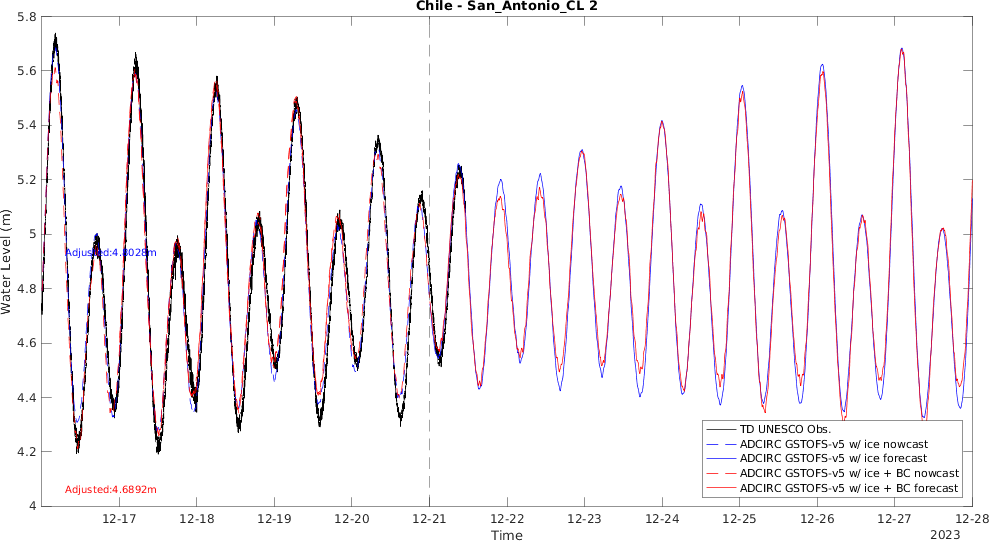 Chile - San_Antonio_CL 2
5.8
5.6
5.4
5.2
5
4.8
4.6
4.4
4.2
4
Water Level (m)
Adjusted:4.8028m
Adjusted:4.6892m
TD UNESCO Obs.
ADCIRC GSTOFS-v5 w/ ice nowcast
ADCIRC GSTOFS-v5 w/ ice forecast
ADCIRC GSTOFS-v5 w/ ice + BC nowcast
ADCIRC GSTOFS-v5 w/ ice + BC forecast
12-17 12-18 12-19 12-20 12-21 12-22 12-23 12-24 12-25 12-26 12-27 12-28
Time
2023